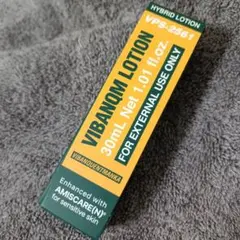 HYBRID LOTION
VPS-2561
VIBANQM LOTION
30mL Net 1.01 fl.oz.
FOR EXTERNAL USE ONLY
Enhanced with
AMISCARE(N)®
for sensitive skin